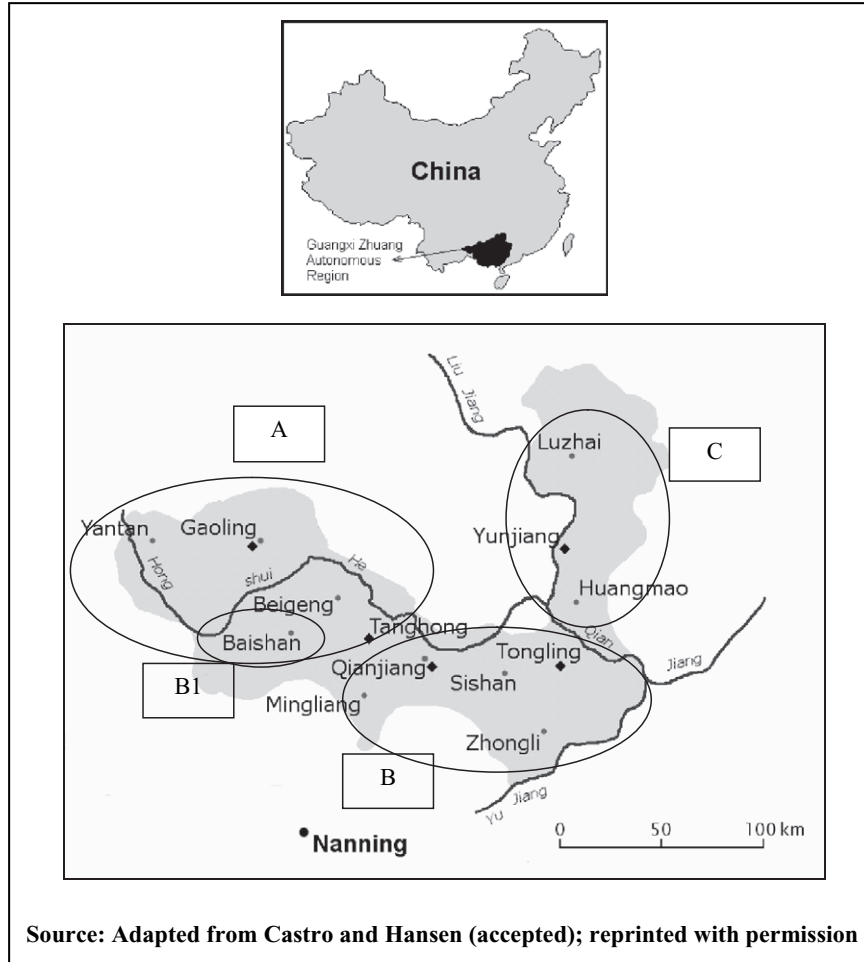 China
Guangxi Zhuang
Autonomous
Region
Liu Jiang
A
Luzhai
C
Yantan
Gaoling
Yunjiang
Hong
shui
He
Beigeng
Huangmao
Baishan
Tanghong
Qian
Jiang
B1
Qianjiang
Tongling
Sishan
Mingliang
Zhongli
B
Yu Jiang
0 50 100 km
Nanning
Source: Adapted from Castro and Hansen (accepted); reprinted with permission